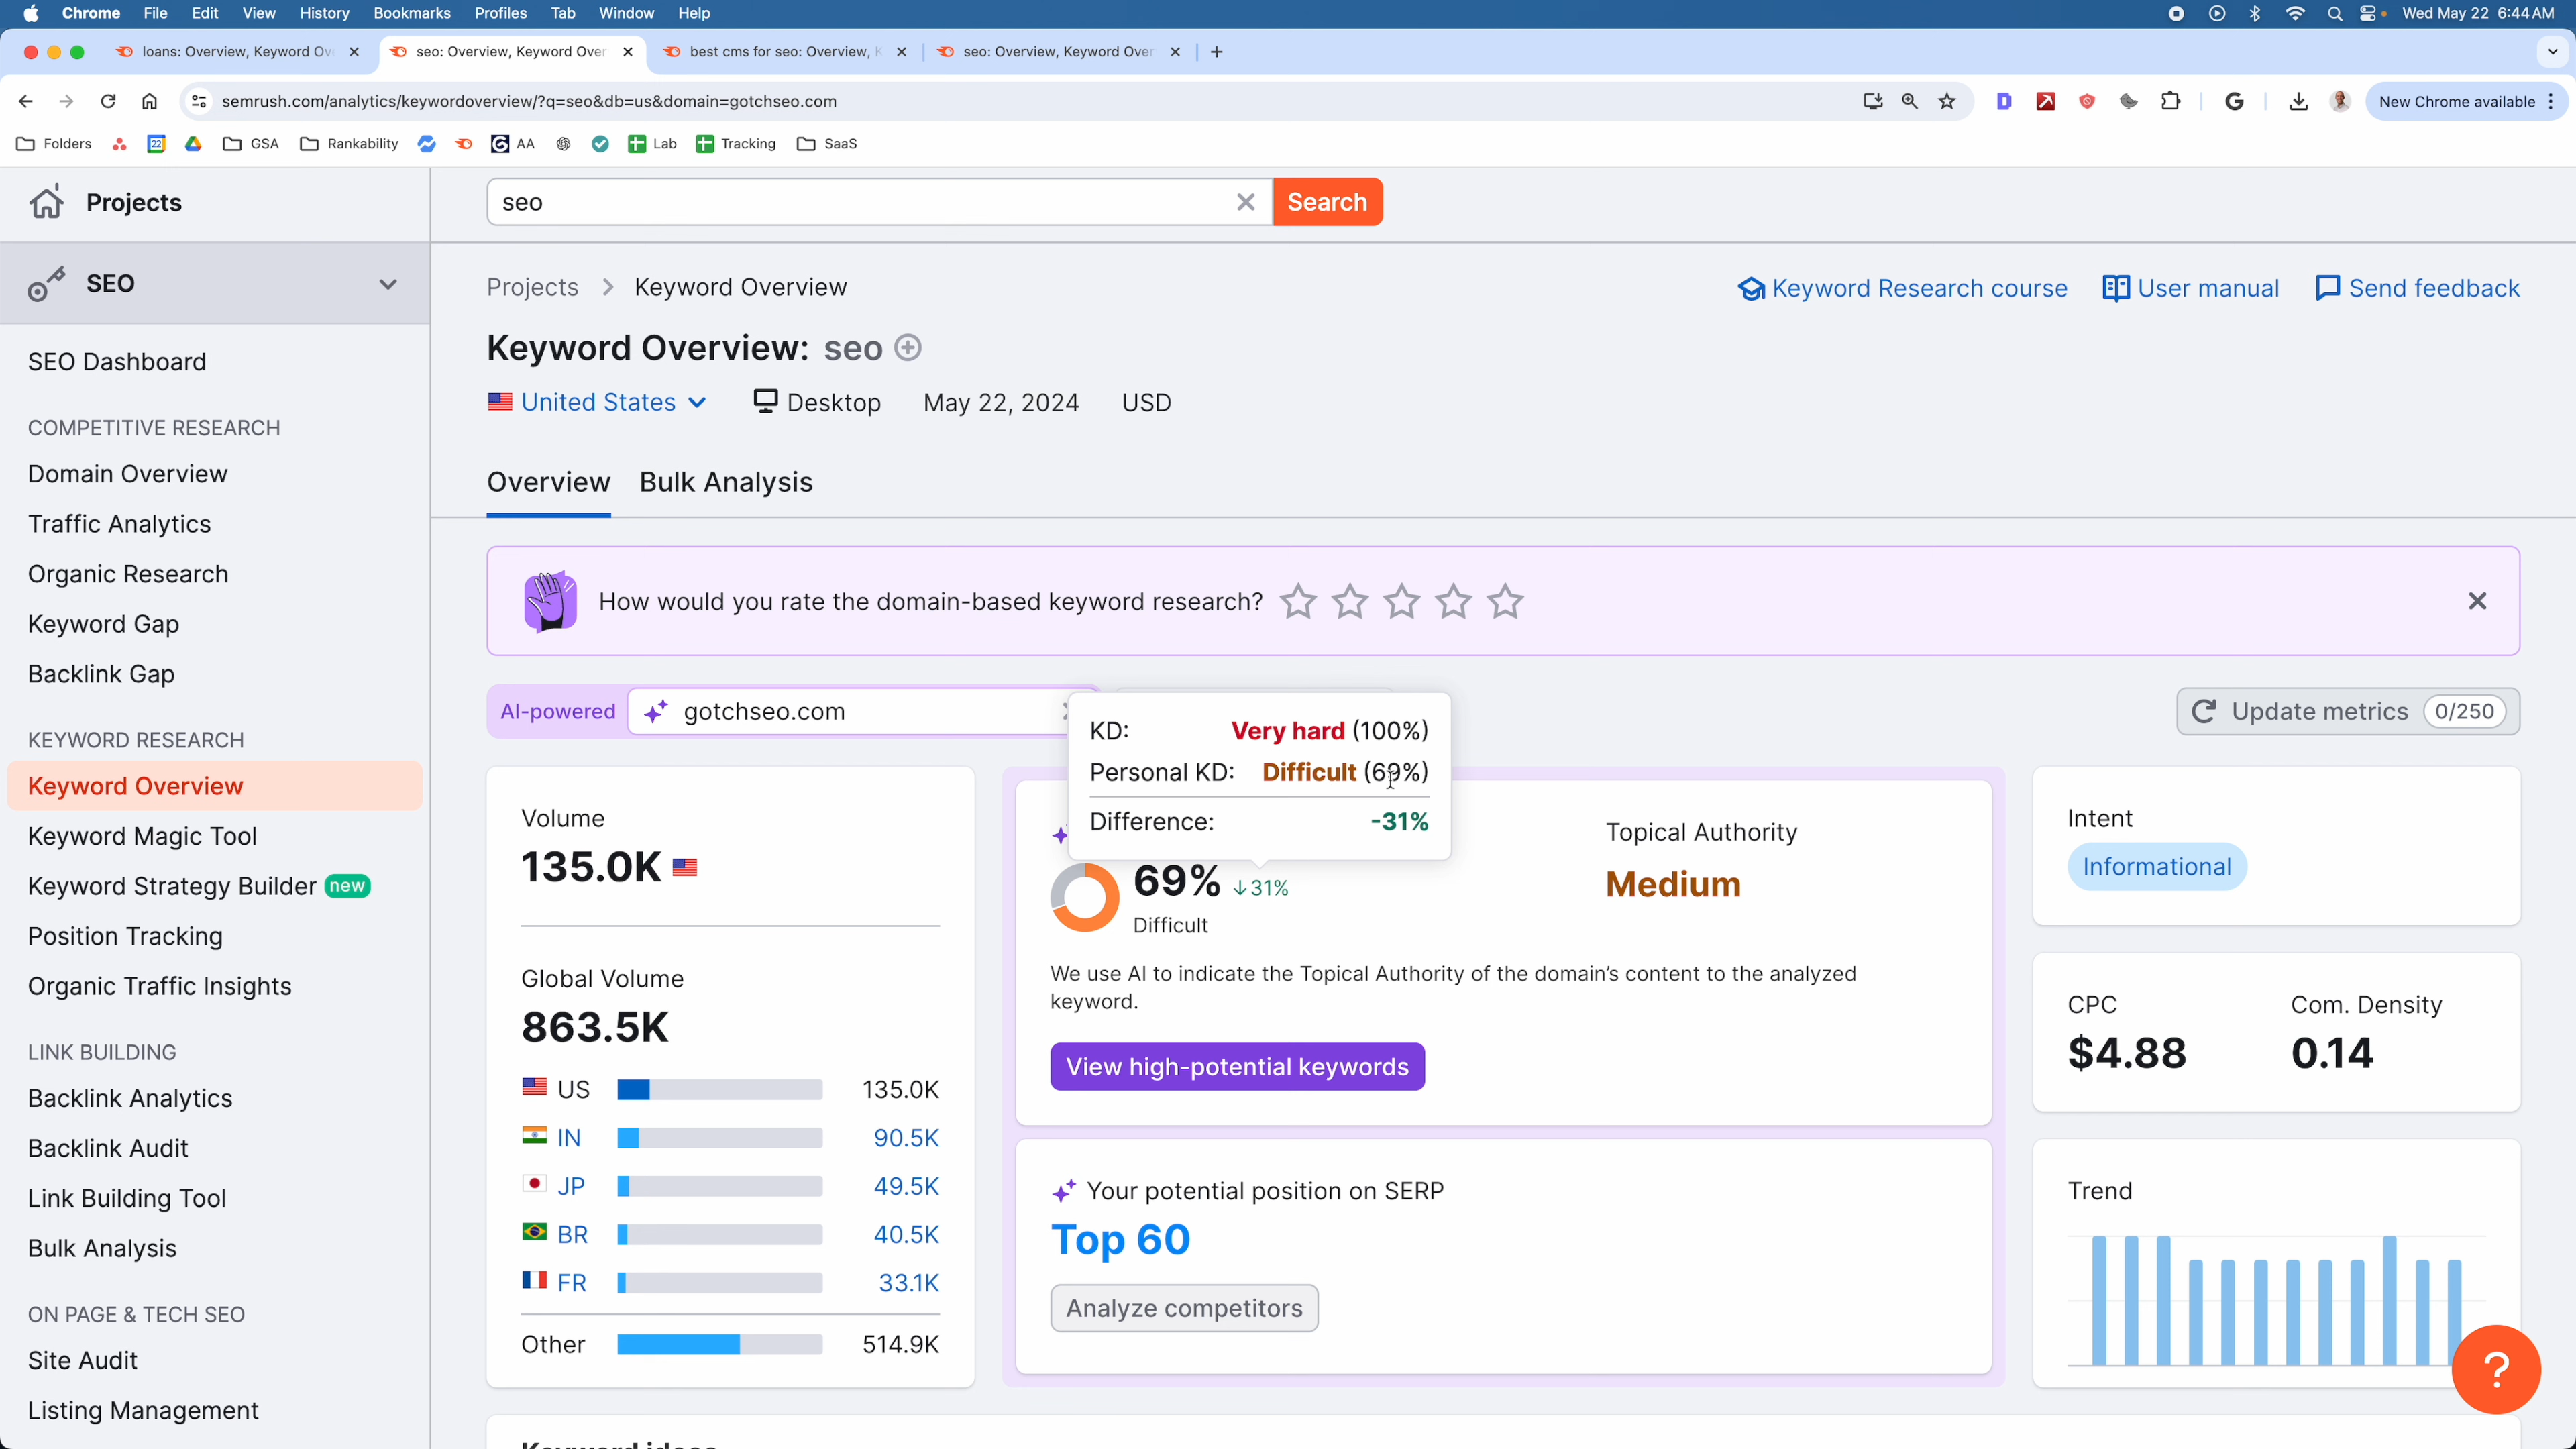 Chrome File Edit View History Bookmarks Profiles Tab Window Help Wed May 22 6:44 AM
loans: Overview, Keyword Ov seo: Overview, Keyword Over best cms for seo: Overview, K seo: Overview, Keyword Over
semrush.com/analytics/keywordoverview/?q=seo&db=us&domain=gotchseo.com New Chrome available
Folders 22 GSA Rankability AA Lab Tracking SaaS
Projects
SEO
SEO Dashboard
COMPETITIVE RESEARCH
Domain Overview
Traffic Analytics
Organic Research
Keyword Gap
Backlink Gap
KEYWORD RESEARCH
Keyword Overview
Keyword Magic Tool
Keyword Strategy Builder new
Position Tracking
Organic Traffic Insights
LINK BUILDING
Backlink Analytics
Backlink Audit
Link Building Tool
Bulk Analysis
ON PAGE & TECH SEO
Site Audit
Listing Management
seo Search
Projects > Keyword Overview
Keyword Research course User manual Send feedback
Keyword Overview: seo
United States Desktop May 22, 2024 USD
Overview Bulk Analysis
How would you rate the domain-based keyword research?
AI-powered gotchseo.com
Update metrics 0/250
KD: Very hard (100%)
Personal KD: Difficult (69%)
Difference: -31%
Volume
135.0K
Global Volume
863.5K
US 135.0K
IN 90.5K
JP 49.5K
BR 40.5K
FR 33.1K
Other 514.9K
69% ↓31%
Difficult
Topical Authority
Medium
We use AI to indicate the Topical Authority of the domain's content to the analyzed
keyword.
View high-potential keywords
Your potential position on SERP
Top 60
Analyze competitors
Intent
Informational
CPC Com. Density
$4.88 0.14
Trend
?
Keyword ideas